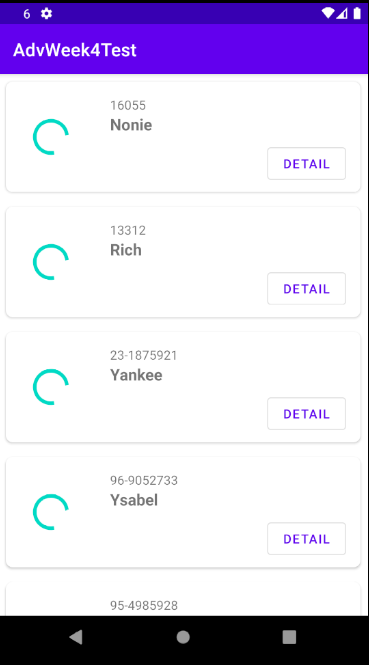 6
AdvWeek4Test
16055
Nonie
DETAIL
13312
Rich
DETAIL
23-1875921
Yankee
DETAIL
96-9052733
Ysabel
DETAIL
95-4985928